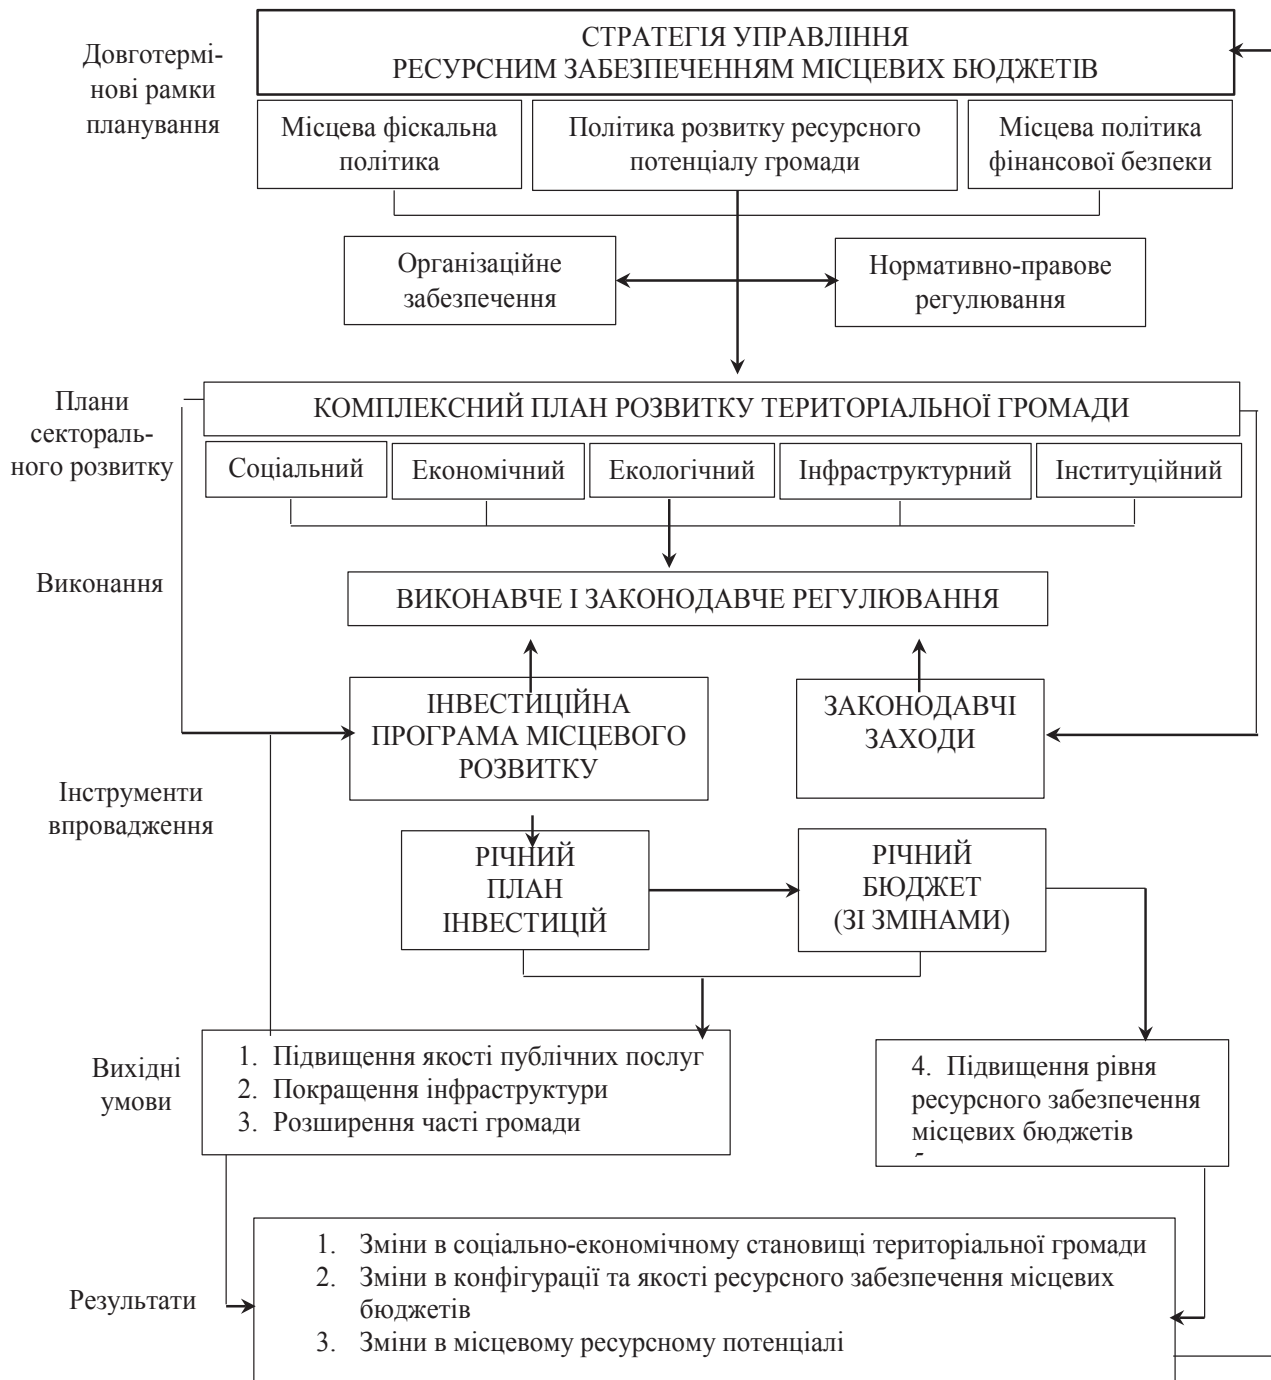 Довготермі-
нові рамки
планування
СТРАТЕГІЯ УПРАВЛІННЯ
РЕСУРСНИМ ЗАБЕЗПЕЧЕННЯМ МІСЦЕВИХ БЮДЖЕТІВ
Місцева фіскальна
політика
Політика розвитку ресурсного
потенціалу громади
Місцева політика
фінансової безпеки
Організаційне
забезпечення
Нормативно-правове
регулювання
Плани
сектораль-
ного розвитку
КОМПЛЕКСНИЙ ПЛАН РОЗВИТКУ ТЕРИТОРІАЛЬНОЇ ГРОМАДИ
Соціальний
Економічний
Екологічний
Інфраструктурний
Інституційний
Виконання
ВИКОНАВЧЕ І ЗАКОНОДАВЧЕ РЕГУЛЮВАННЯ
ІНВЕСТИЦІЙНА
ПРОГРАМА МІСЦЕВОГО
РОЗВИТКУ
ЗАКОНОДАВЧІ
ЗАХОДИ
Інструменти
впровадження
РІЧНИЙ
ПЛАН
ІНВЕСТИЦІЙ
РІЧНИЙ
БЮДЖЕТ
(ЗІ ЗМІНАМИ)
Вихідні
умови
1. Підвищення якості публічних послуг
2. Покращення інфраструктури
3. Розширення часті громади
4. Підвищення рівня
ресурсного забезпечення
місцевих бюджетів
Результати
1. Зміни в соціально-економічному становищі територіальної громади
2. Зміни в конфігурації та якості ресурсного забезпечення місцевих
бюджетів
3. Зміни в місцевому ресурсному потенціалі